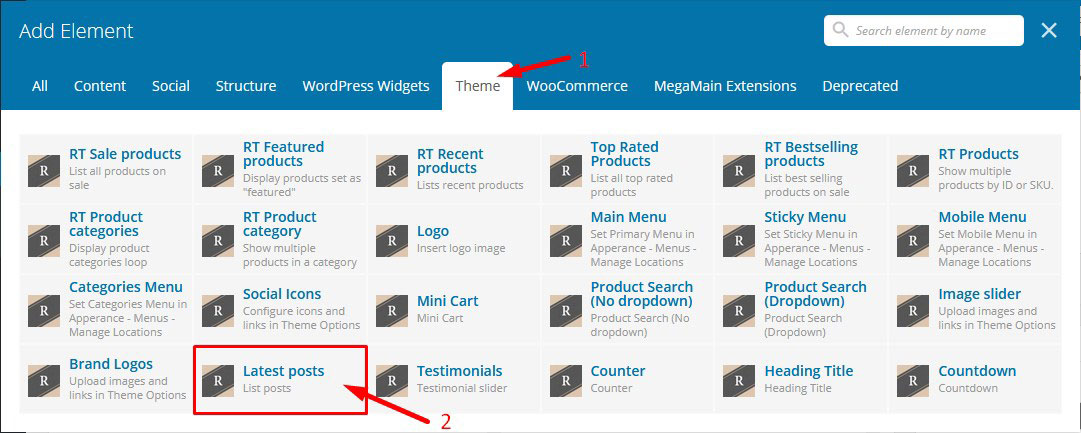 Add Element
Search element by name
1
All Content Social Structure WordPress Widgets Theme WooCommerce MegaMain Extensions Deprecated
R
RT Sale products
List all products on
sale
R
RT Featured
products
Display products set as
"featured"
R
RT Recent
products
Lists recent products
R
Top Rated
Products
List all top rated
products
R
RT Bestselling
products
List best selling
products on sale
R
RT Products
Show multiple
products by ID or SKU.
R
RT Product
categories
Display product
categories loop
R
RT Product
category
Show multiple
products in a category
R
Logo
Insert logo image
R
Main Menu
Set Primary Menu in
Apperance - Menus -
Manage Locations
R
Sticky Menu
Set Sticky Menu in
Apperance - Menus -
Manage Locations
R
Mobile Menu
Set Mobile Menu in
Apperance - Menus -
Manage Locations
R
Categories Menu
Set Categories Menu in
Apperance - Menus -
Manage Locations
R
Social Icons
Configure icons and
links in Theme Options
R
Mini Cart
Mini Cart
R
Product Search
(No dropdown)
Product Search (No
dropdown)
R
Product Search
(Dropdown)
Product Search
(Dropdown)
R
Image slider
Upload images and
links in Theme Options
R
Brand Logos
Upload images and
links in Theme Options
R
Latest posts
List posts
R
Testimonials
Testimonial slider
R
Counter
Counter
R
Heading Title
Heading Title
R
Countdown
Countdown
2